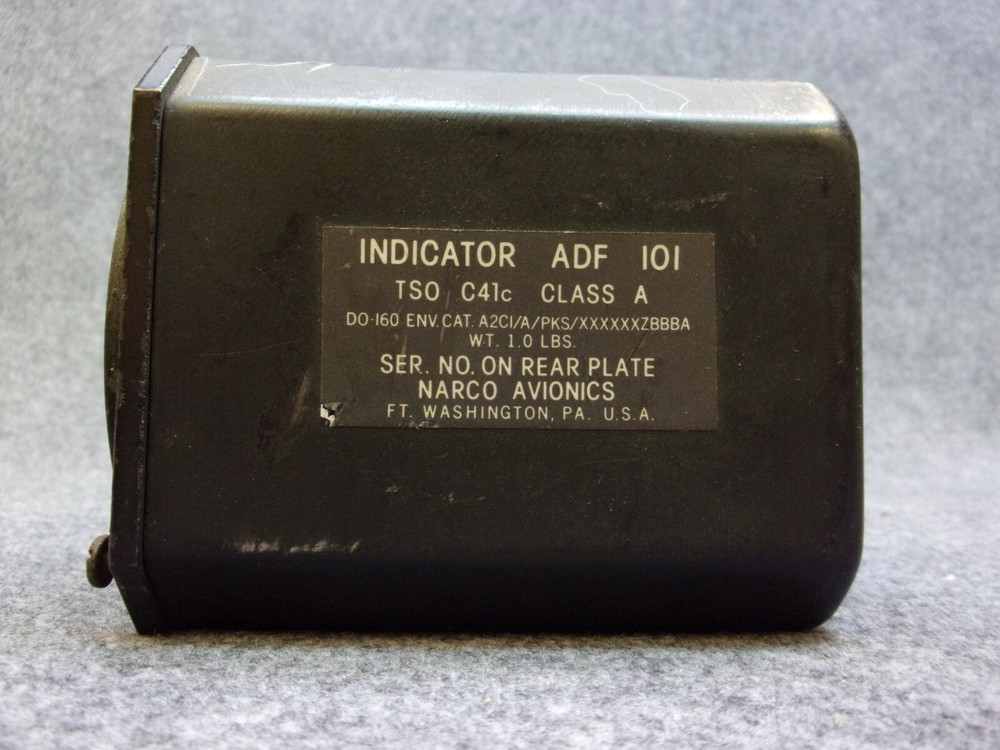 INDICATOR ADF 101
TSO C41c CLASS A
DO-160 ENV. CAT. A2C1/A/PKS/XXXXXXZBBBA
WT. 1.0 LBS.
SER. NO. ON REAR PLATE
NARCO AVIONICS
FT. WASHINGTON, PA. U.S.A.